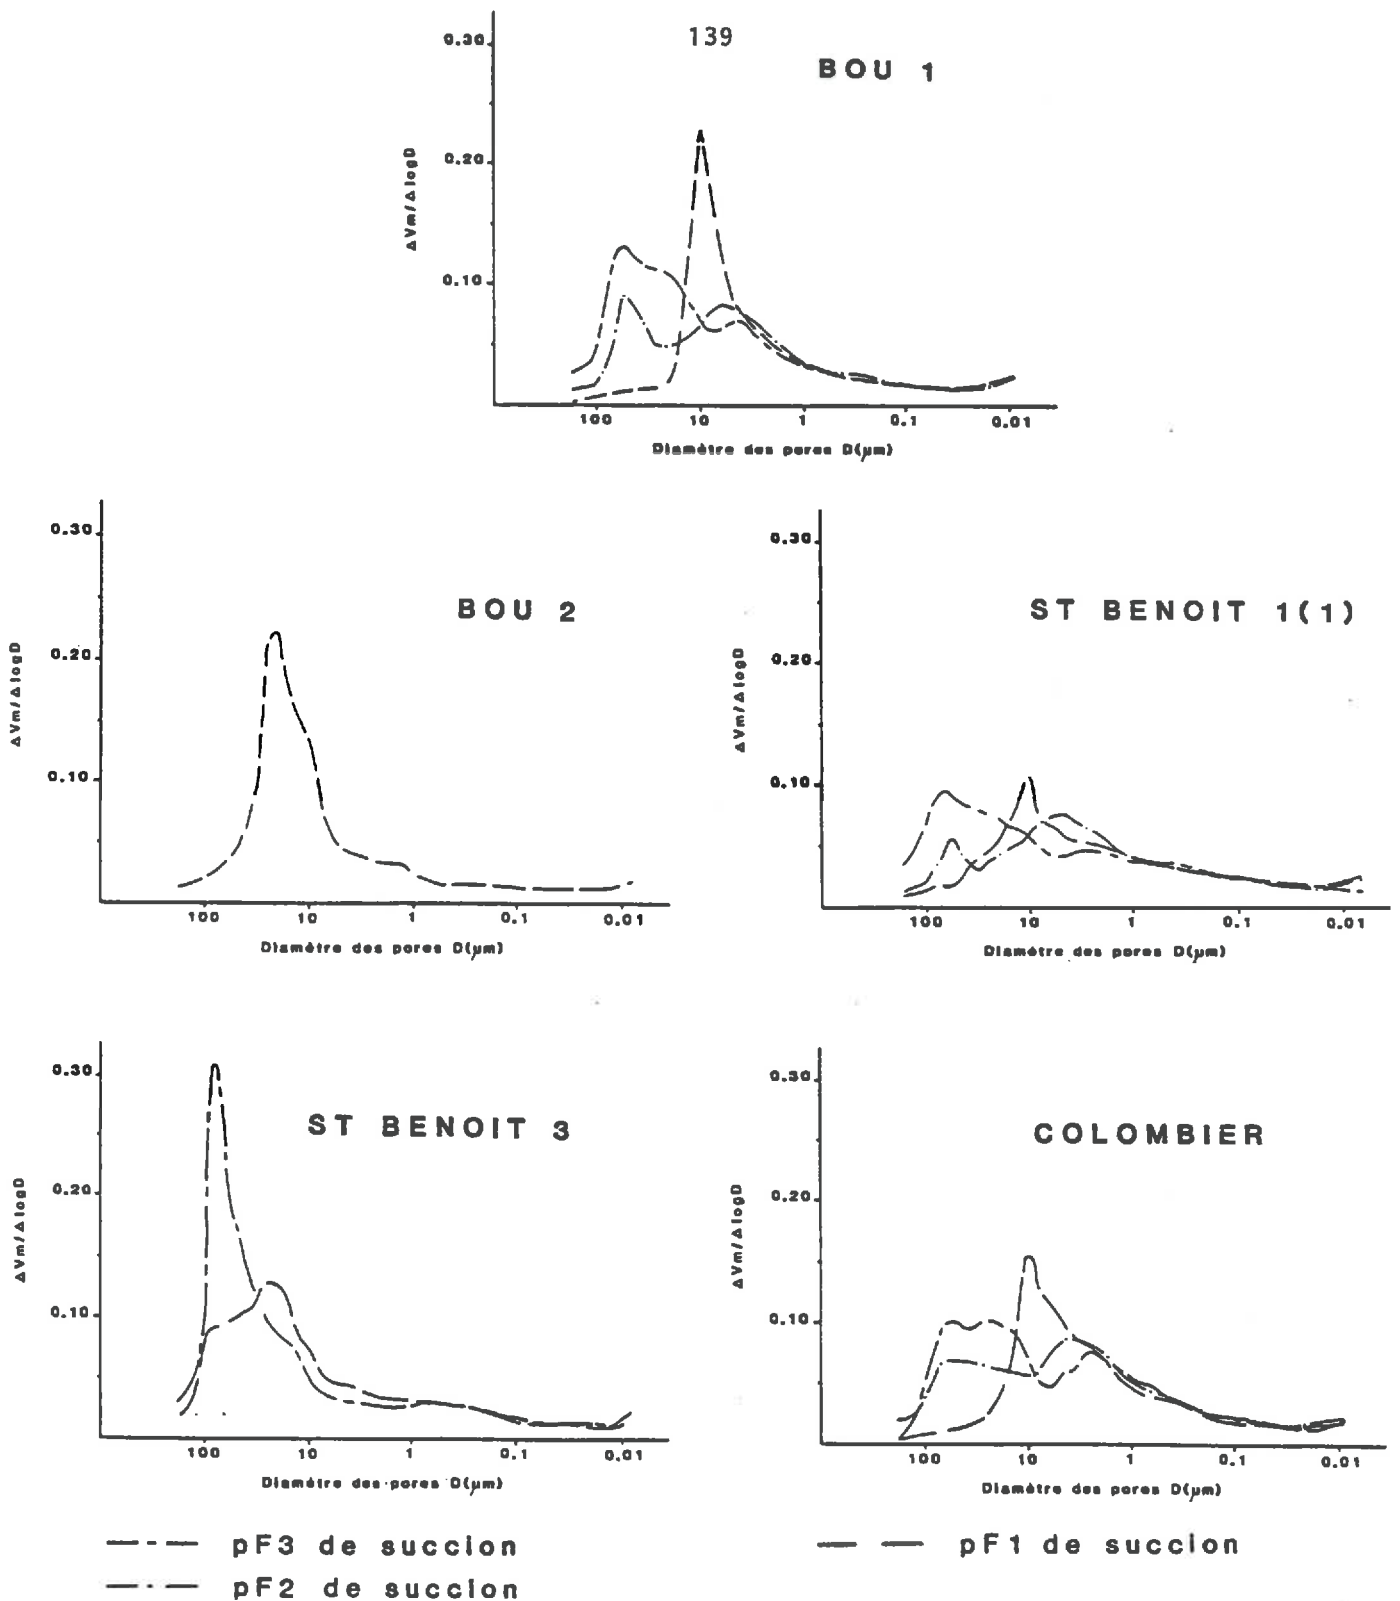 139
BOU 1
0.30
0.20
0.10
ΔVm/ΔlogD
100 10 1 0.1 0.01
Diamètre des pores D(µm)
BOU 2
0.30
0.20
0.10
ΔVm/ΔlogD
100 10 1 0.1 0.01
Diamètre des pores D(µm)
ST BENOIT 1(1)
0.30
0.20
0.10
ΔVm/ΔlogD
100 10 1 0.1 0.01
Diamètre des pores D(µm)
ST BENOIT 3
0.30
0.20
0.10
ΔVm/ΔlogD
100 10 1 0.1 0.01
Diamètre des pores D(µm)
COLOMBIER
0.30
0.20
0.10
ΔVm/ΔlogD
100 10 1 0.1 0.01
Diamètre des pores D(µm)
pF3 de succion
pF2 de succion
pF1 de succion